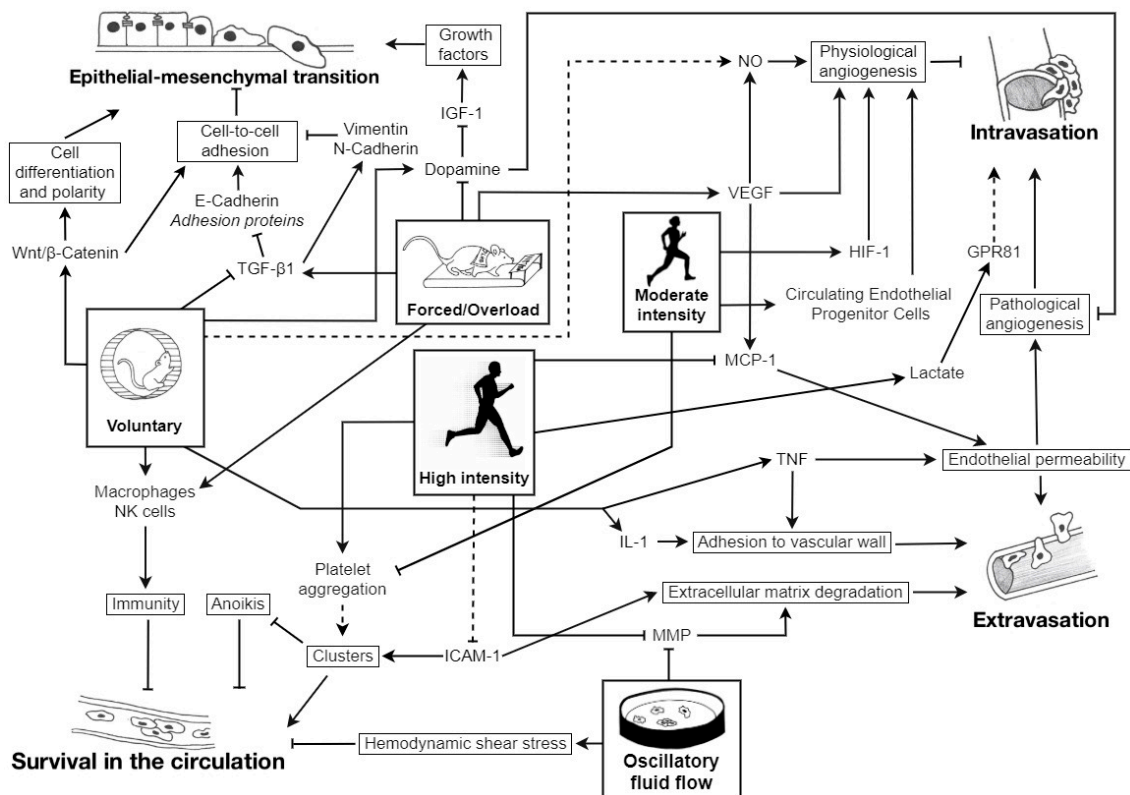 Growth
factors
NO
Physiological
angiogenesis
Epithelial-mesenchymal transition
IGF-1
Intravasation
Cell
differentiation
and polarity
Cell-to-cell
adhesion
Vimentin
N-Cadherin
Dopamine
VEGF
E-Cadherin
Adhesion proteins
Wnt/β-Catenin
TGF-β1
HIF-1
GPR81
Forced/Overload
Moderate
intensity
Circulating Endothelial
Progenitor Cells
Pathological
angiogenesis
MCP-1
Lactate
Voluntary
High intensity
TNF
Endothelial permeability
Macrophages
NK cells
IL-1
Adhesion to vascular wall
Platelet
aggregation
Immunity
Anoikis
Extracellular matrix degradation
Extravasation
Clusters
ICAM-1
MMP
Hemodynamic shear stress
Survival in the circulation
Oscillatory
fluid flow